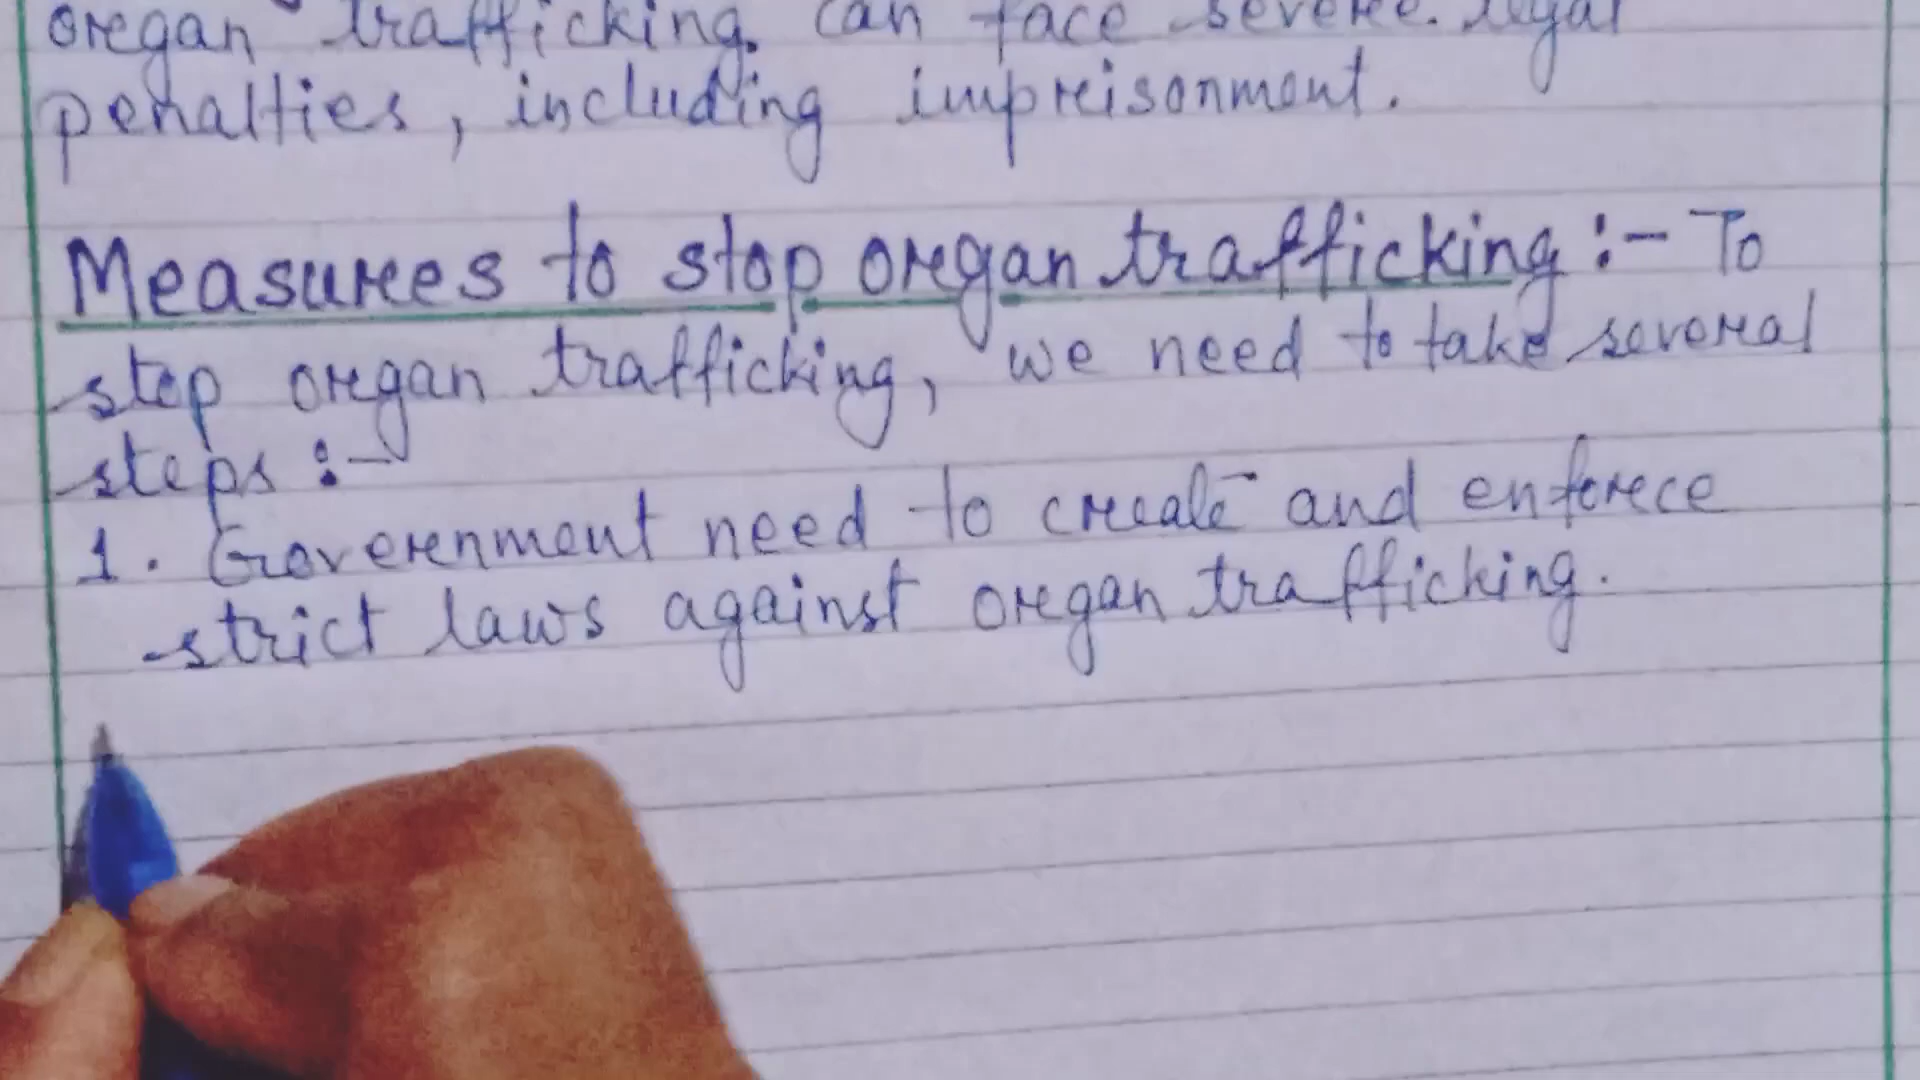 organ trafficking can face severe legal
penalties, including imprisonment.
Measures to stop organ trafficking :- To
stop organ trafficking, we need to take several
steps :-
1. Government need to create and enforce
strict laws against organ trafficking.